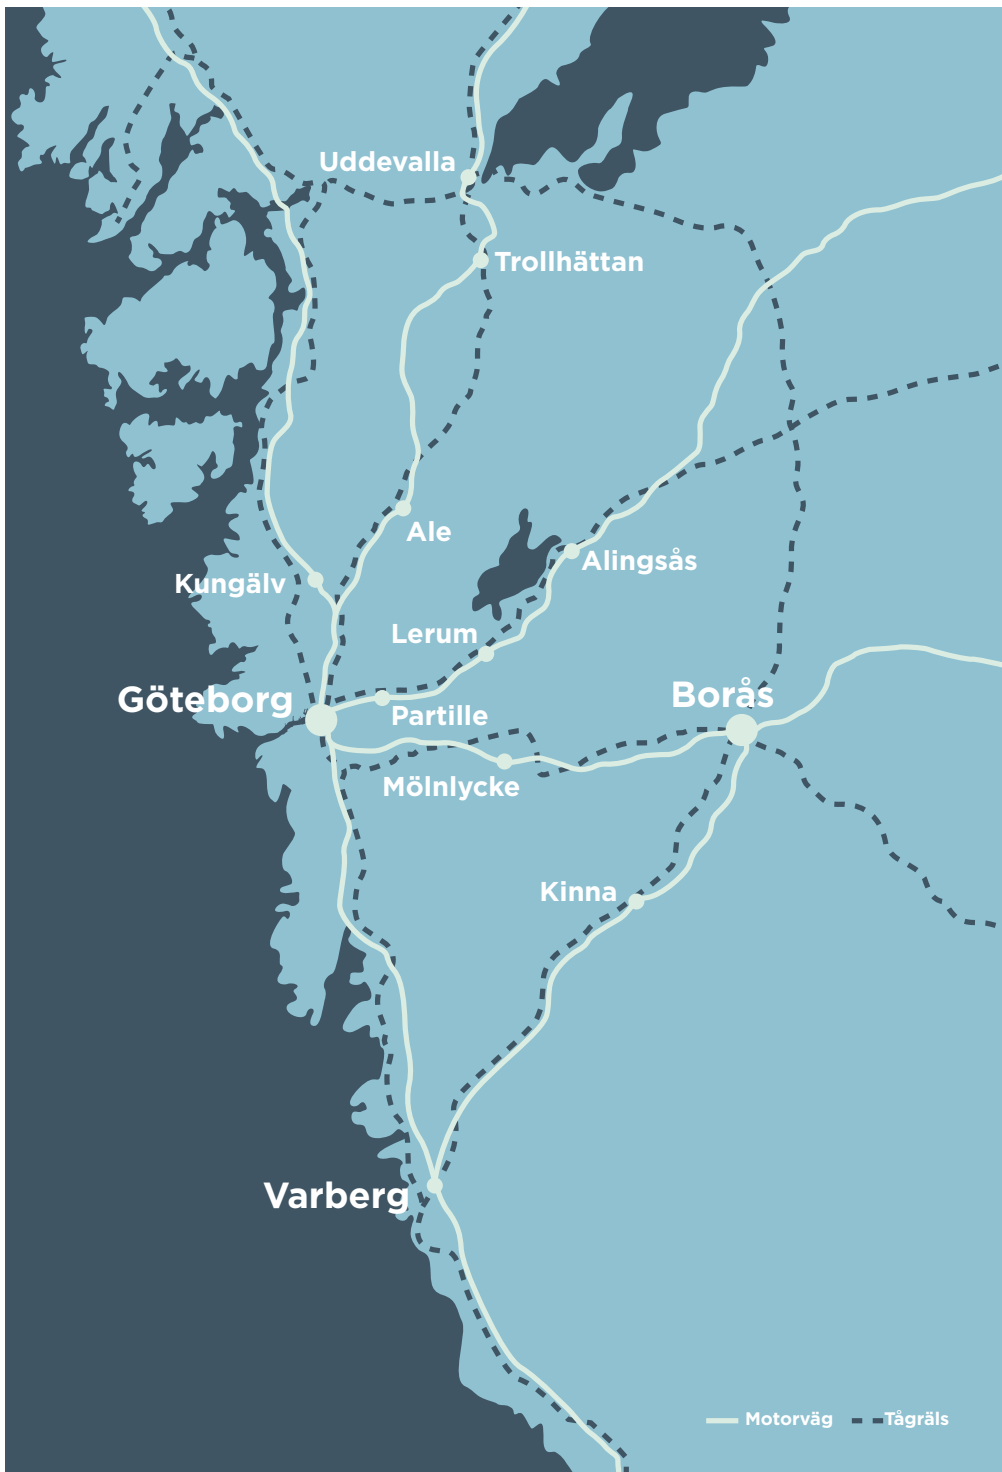 Uddevalla
Trollhättan
Ale
Alingsås
Kungälv
Lerum
Göteborg
Borås
Partille
Mölnlycke
Kinna
Varberg
Motorväg
Tågräls